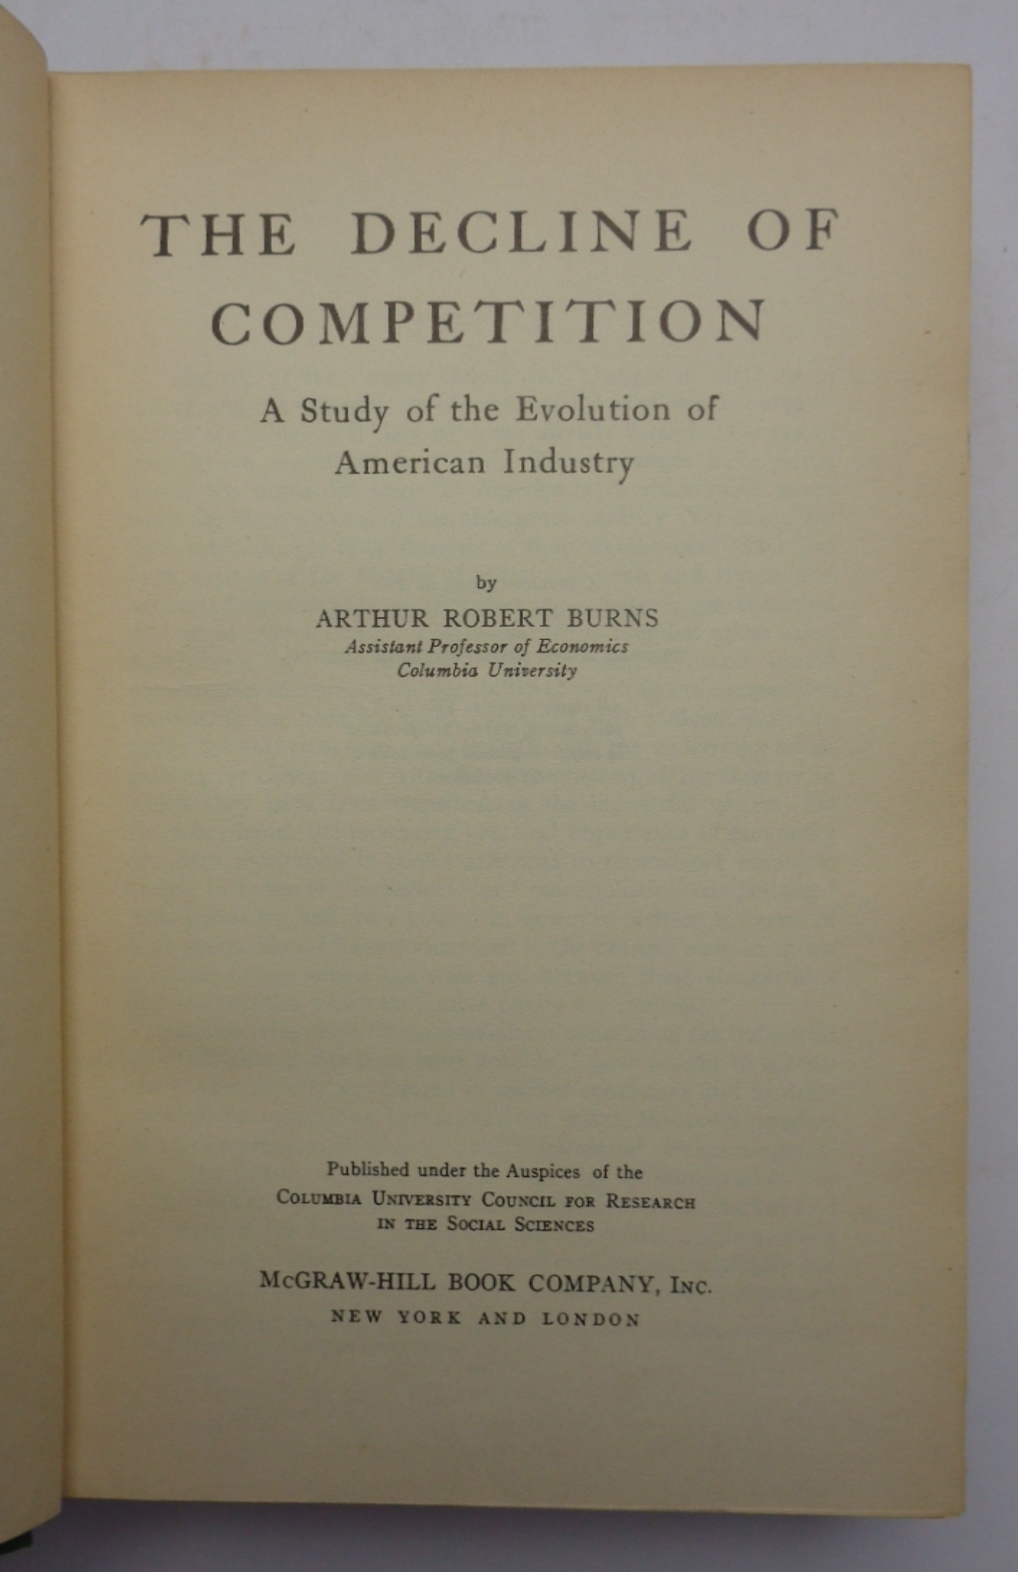 THE DECLINE OF
COMPETITION
A Study of the Evolution of
American Industry
by
ARTHUR ROBERT BURNS
Assistant Professor of Economics
Columbia University
Published under the Auspices of the
COLUMBIA UNIVERSITY COUNCIL FOR RESEARCH
IN THE SOCIAL SCIENCES
McGRAW-HILL BOOK COMPANY, INC.
NEW YORK AND LONDON